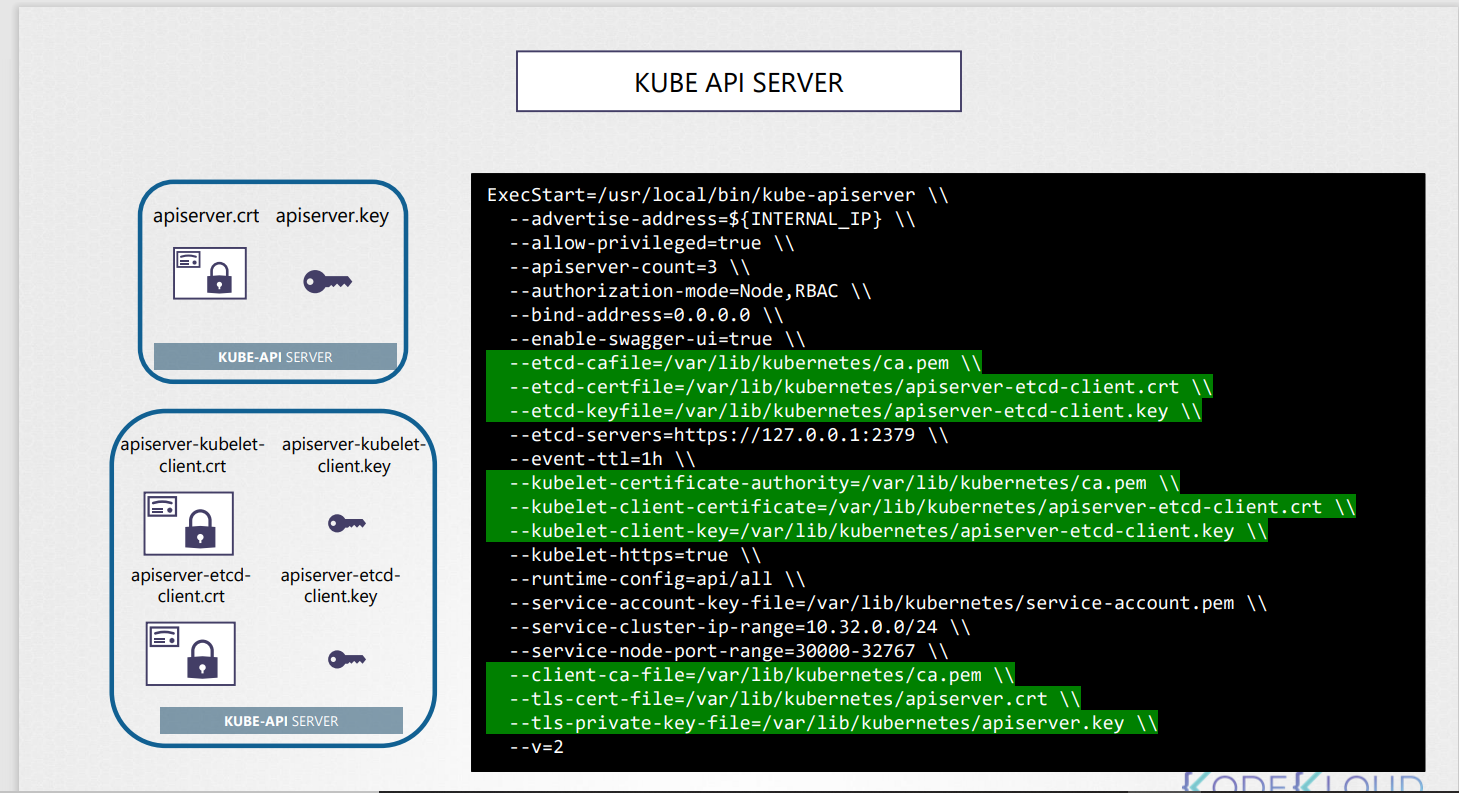 KUBE API SERVER
apiserver.crt apiserver.key
KUBE-API SERVER
apiserver-kubelet-
client.crt
apiserver-kubelet-
client.key
apiserver-etcd-
client.crt
apiserver-etcd-
client.key
KUBE-API SERVER
ExecStart=/usr/local/bin/kube-apiserver \\
--advertise-address=${INTERNAL_IP} \\
--allow-privileged=true \\
--apiserver-count=3 \\
--authorization-mode=Node,RBAC \\
--bind-address=0.0.0.0 \\
--enable-swagger-ui=true \\
--etcd-cafile=/var/lib/kubernetes/ca.pem \\
--etcd-certfile=/var/lib/kubernetes/apiserver-etcd-client.crt \\
--etcd-keyfile=/var/lib/kubernetes/apiserver-etcd-client.key \\
--etcd-servers=https://127.0.0.1:2379 \\
--event-ttl=1h \\
--kubelet-certificate-authority=/var/lib/kubernetes/ca.pem \\
--kubelet-client-certificate=/var/lib/kubernetes/apiserver-etcd-client.crt \\
--kubelet-client-key=/var/lib/kubernetes/apiserver-etcd-client.key \\
--kubelet-https=true \\
--runtime-config=api/all \\
--service-account-key-file=/var/lib/kubernetes/service-account.pem \\
--service-cluster-ip-range=10.32.0.0/24 \\
--service-node-port-range=30000-32767 \\
--client-ca-file=/var/lib/kubernetes/ca.pem \\
--tls-cert-file=/var/lib/kubernetes/apiserver.crt \\
--tls-private-key-file=/var/lib/kubernetes/apiserver.key \\
--v=2
KODEKLOUD